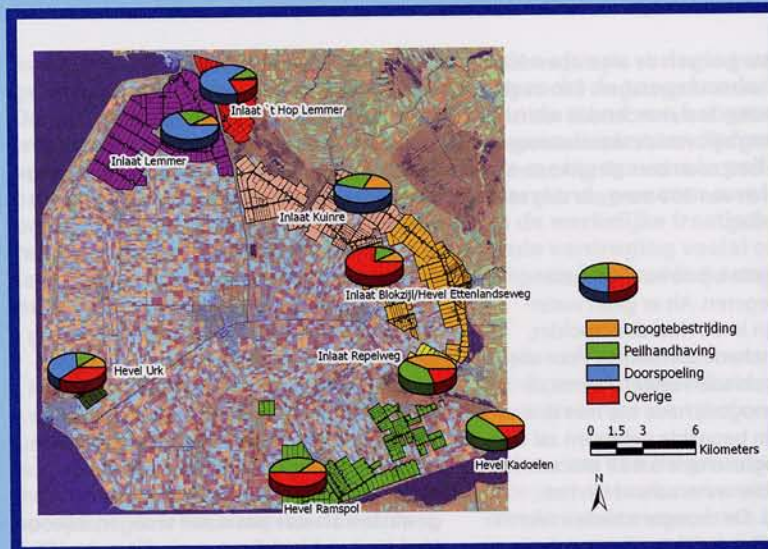 Inlaat `t Hop Lemmer
Inlaat Lemmer
Inlaat Kuinre
Inlaat Blokzijl/Hevel Ettenlandseweg
Inlaat Repelweg
Hevel Urk
Hevel Kadoelen
Hevel Ramspol
Droogtebestrijding
Peilhandhaving
Doorspoeling
Overige
0 1.5 3 6
Kilometers
N